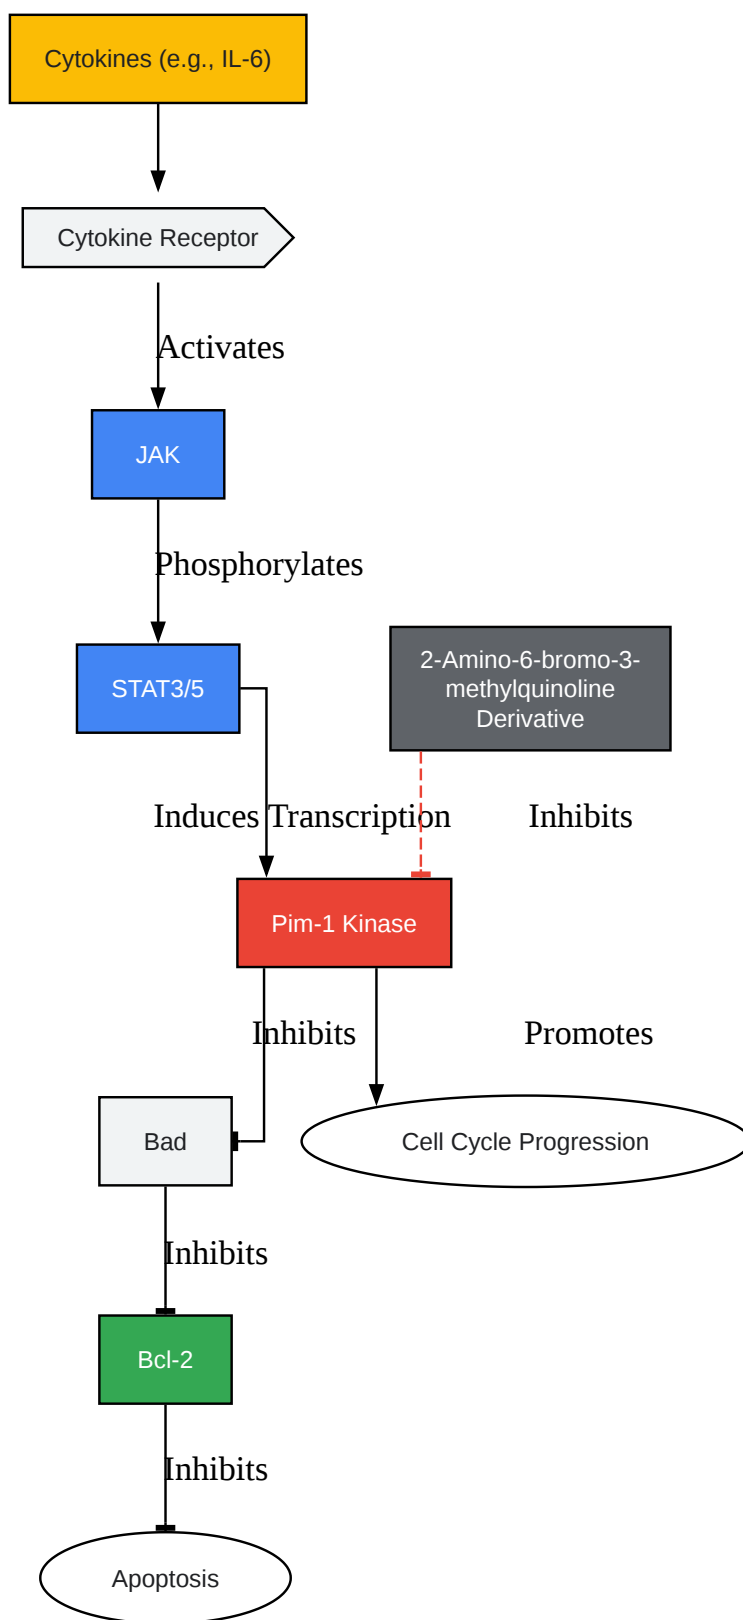 Cytokines (e.g., IL-6)
Cytokine Receptor
Activates
JAK
Phosphorylates
STAT3/5
2-Amino-6-bromo-3-
methylquinoline
Derivative
Induces Transcription
Inhibits
Pim-1 Kinase
Inhibits
Promotes
Bad
Cell Cycle Progression
Inhibits
Bcl-2
Inhibits
Apoptosis